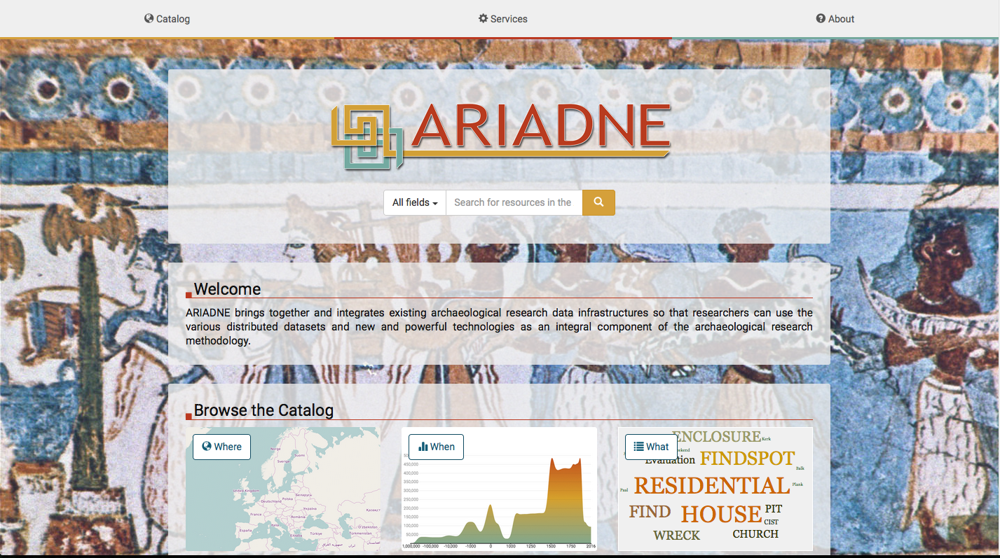 Catalog
Services
About
ARIADNE
All fields
Search for resources in the
Welcome
ARIADNE brings together and integrates existing archaeological research data infrastructures so that researchers can use the
various distributed datasets and new and powerful technologies as an integral component of the archaeological research
methodology.
Browse the Catalog
Where
Norge
Suomi
Sverige
United Kingdom
Беларусь
Polska
Deutschland
Україна
France
România
Italia
España
Ελλάδα
Türkiye
O'zbekiston
Türkmenistan
ایران
When
450,000
400,000
350,000
300,000
250,000
200,000
150,000
100,000
50,000
-1,000,000 -100,000 -10,000 -1000 0 1000 1250 1500 1750 2016
What
ENCLOSURE
Kerk
Evaluation
FINDSPOT
Balk
RESIDENTIAL
Plank
Paal
FIND
HOUSE
PIT
CIST
WRECK
CHURCH